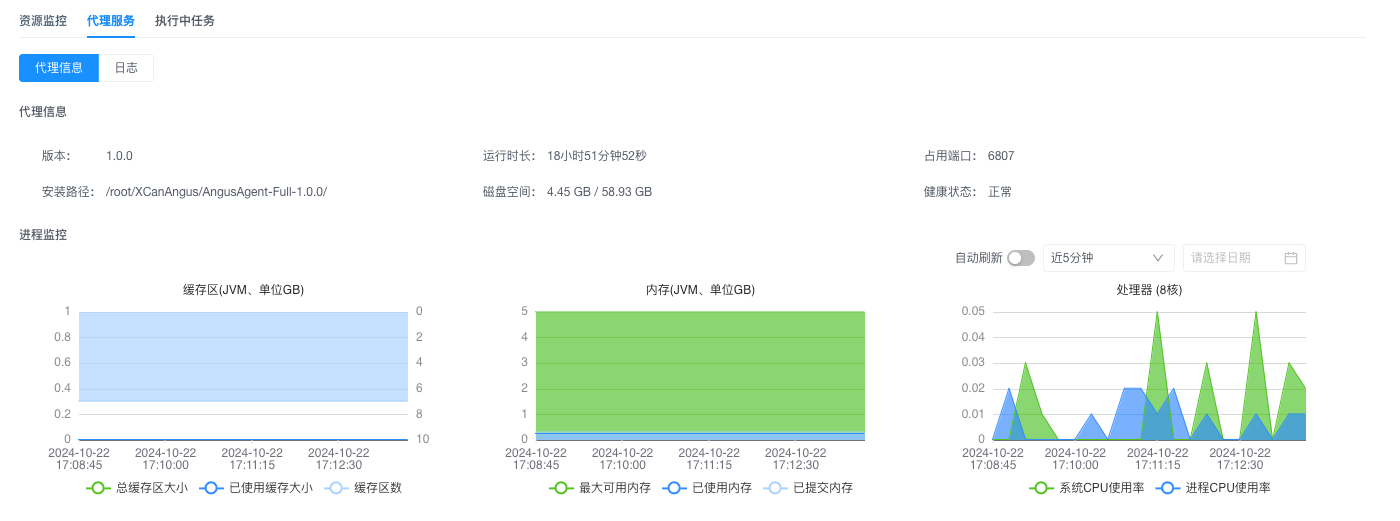 资源监控 代理服务 执行中任务
代理信息 日志
代理信息
版本： 1.0.0 运行时长： 18小时51分钟52秒 占用端口： 6807
安装路径： /root/XCanAngus/AngusAgent-Full-1.0.0/ 磁盘空间： 4.45 GB / 58.93 GB 健康状态： 正常
进程监控
自动刷新 近5分钟 请选择日期
缓存区(JVM、单位GB)
1 0
0.8 2
0.6 4
0.4 6
0.2 8
0 10
2024-10-22 2024-10-22 2024-10-22 2024-10-22
17:08:45 17:10:00 17:11:15 17:12:30
总缓存区大小 已使用缓存大小 缓存区数
内存(JVM、单位GB)
5
4
3
2
1
0
2024-10-22 2024-10-22 2024-10-22 2024-10-22
17:08:45 17:10:00 17:11:15 17:12:30
最大可用内存 已使用内存 已提交内存
处理器 (8核)
0.05
0.04
0.03
0.02
0.01
0
2024-10-22 2024-10-22 2024-10-22 2024-10-22
17:08:45 17:10:00 17:11:15 17:12:30
系统CPU使用率 进程CPU使用率